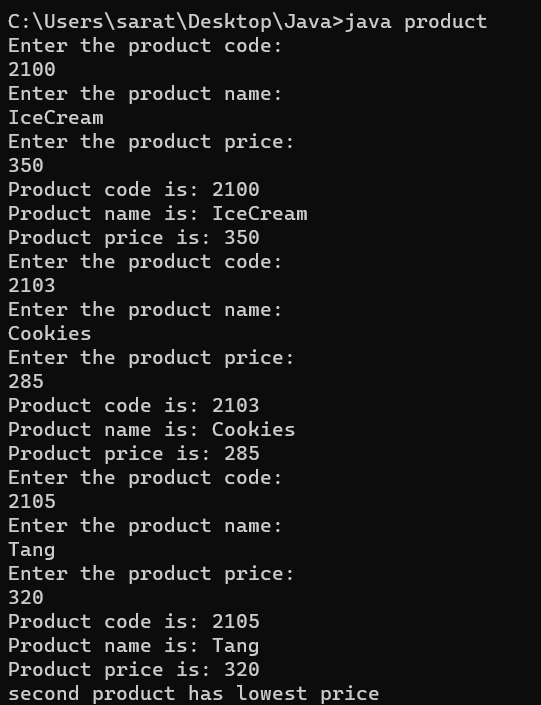 C:\Users\sarat\Desktop\Java>java product
Enter the product code:
2100
Enter the product name:
IceCream
Enter the product price:
350
Product code is: 2100
Product name is: IceCream
Product price is: 350
Enter the product code:
2103
Enter the product name:
Cookies
Enter the product price:
285
Product code is: 2103
Product name is: Cookies
Product price is: 285
Enter the product code:
2105
Enter the product name:
Tang
Enter the product price:
320
Product code is: 2105
Product name is: Tang
Product price is: 320
second product has lowest price